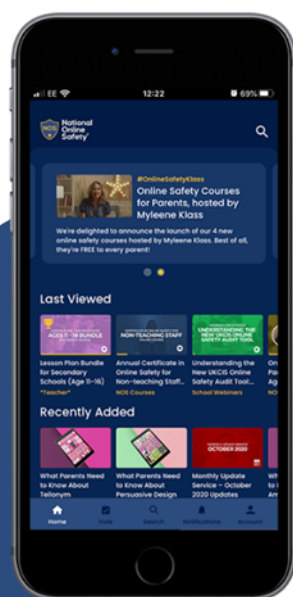 EE
12:22
69%
NOS
National
Online
Safety
#OnlineSafetyKlass
Online Safety Courses
for Parents, hosted by
Myleene Klass
We're delighted to announce the launch of our 4 new
online safety courses hosted by Myleene Klass. Best of all,
they're FREE to every parent!
Last Viewed
NON-TEACHING STAFF
UNDERSTANDING THE
NEW UKCIS ONLINE
SAFETY AUDIT TOOL
Lesson Plan Bundle
for Secondary
Schools (Age 11-16)
*Teacher*
Annual Certificate in
Online Safety for
Non-teaching Staff...
NOS Courses
Understanding the
New UKCIS Online
Safety Audit Tool:...
School Webinars
Recently Added
OCTOBER 2020
What Parents Need
to Know About
Tellonym
What Parents Need
to Know About
Persuasive Design
Monthly Update
Service – October
2020 Updates
Home
Vote
Search
Notifications
Account